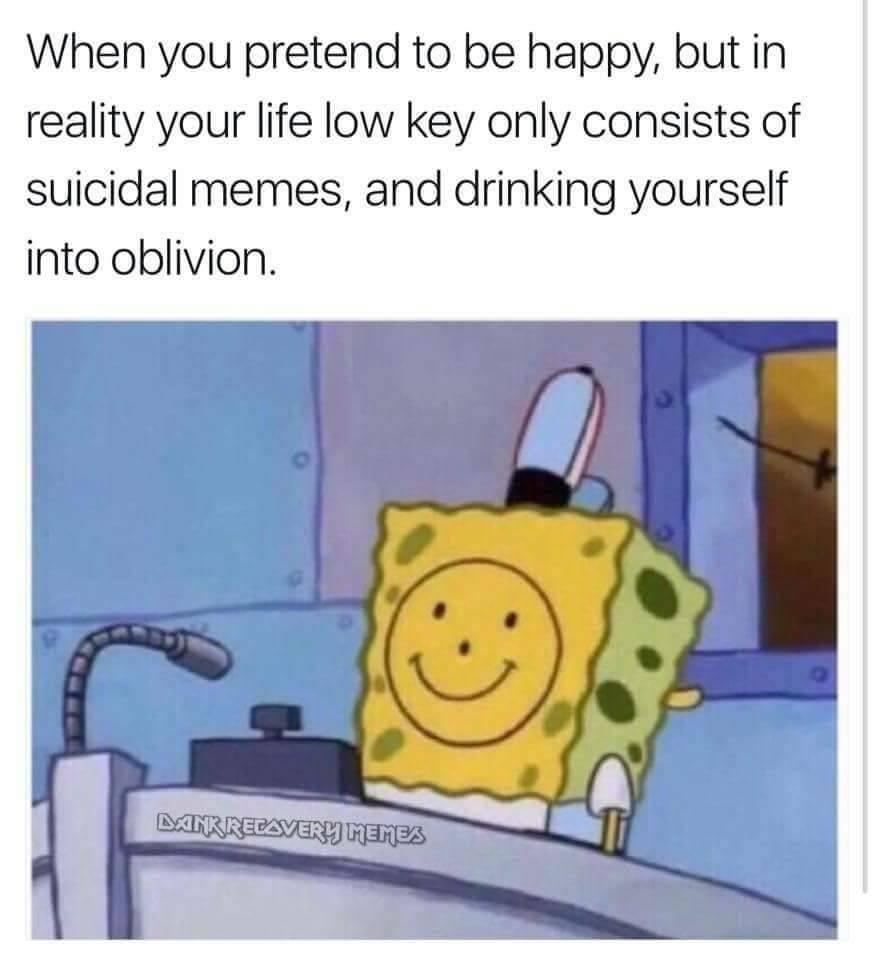 When you pretend to be happy, but in
reality your life low key only consists of
suicidal memes, and drinking yourself
into oblivion.
DANK RECOVERY MEMES